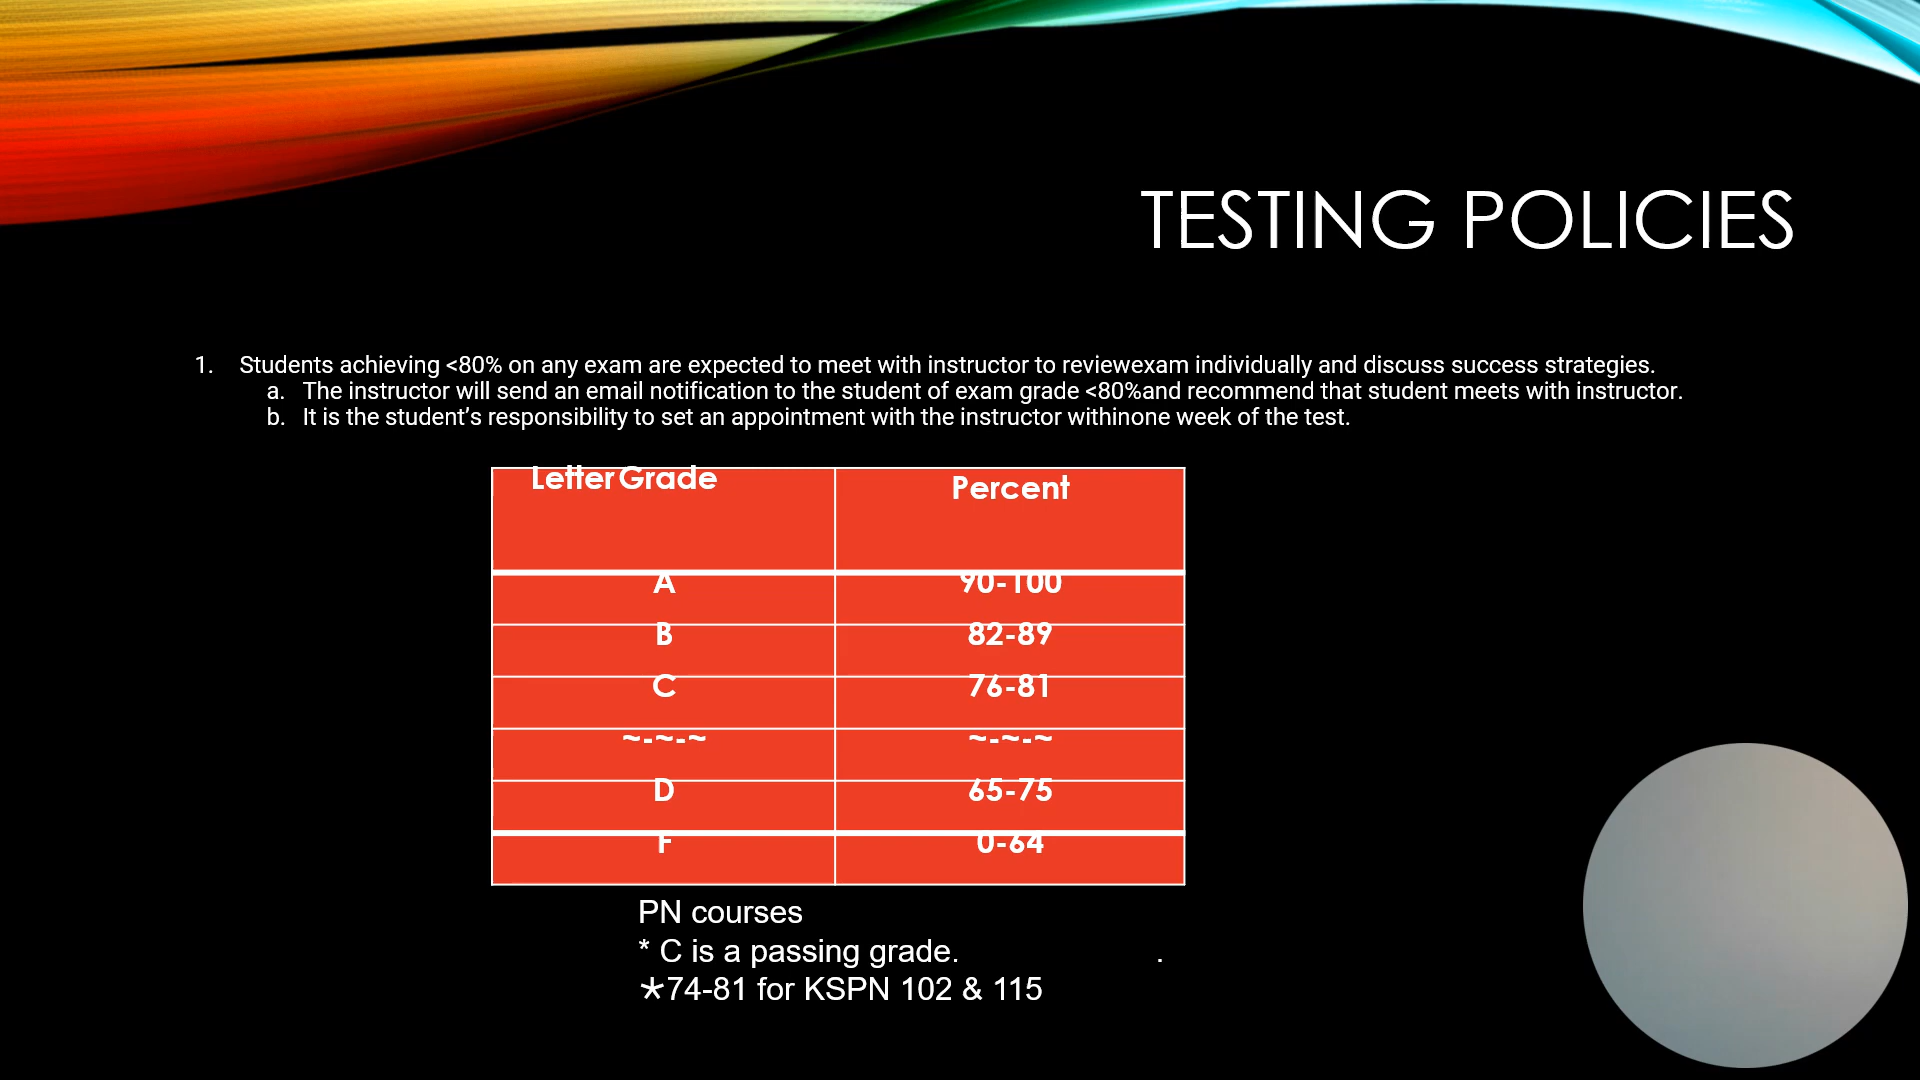 TESTING POLICIES
1. Students achieving <80% on any exam are expected to meet with instructor to reviewexam individually and discuss success strategies.
a. The instructor will send an email notification to the student of exam grade <80%and recommend that student meets with instructor.
b. It is the student’s responsibility to set an appointment with the instructor withinone week of the test.
Letter Grade Percent
A 90-100
B 82-89
C 76-81
~-~-~ ~-~-~
D 65-75
F 0-64
PN courses
* C is a passing grade. .
*74-81 for KSPN 102 & 115